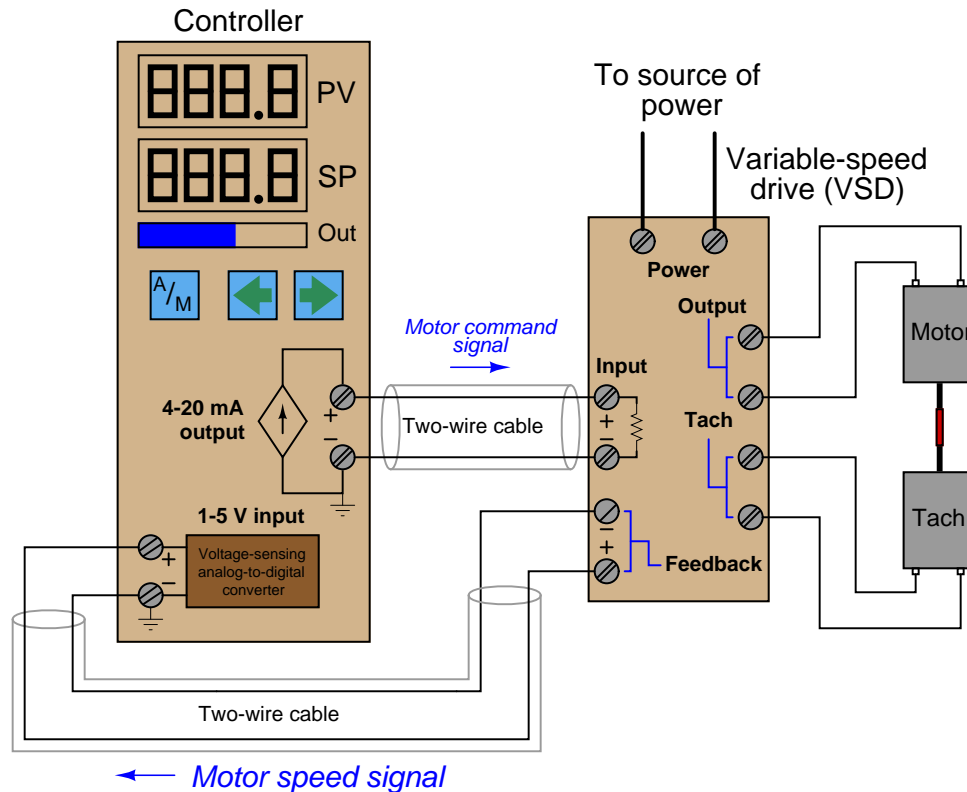 Controller
888.8 PV
888.8 SP
Out
A/M
4-20 mA
output
+
−
1-5 V input
Voltage-sensing
analog-to-digital
converter
+
−
Motor command
signal
Two-wire cable
To source of
power
Variable-speed
drive (VSD)
Power
Output
Input
+
−
Tach
−
+
Feedback
Motor
Tach
Two-wire cable
Motor speed signal